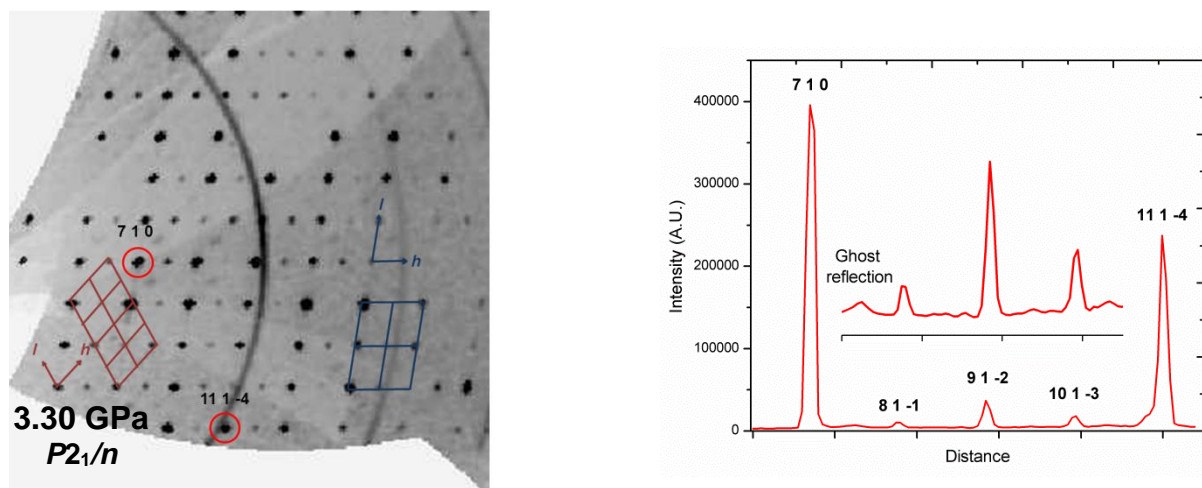 7 1 0
l
h
l
h
11 1 -4
3.30 GPa
P2₁/n
7 1 0
400000
300000
200000
100000
0
Intensity (A.U.)
Ghost
reflection
11 1 -4
9 1 -2
8 1 -1
10 1 -3
Distance